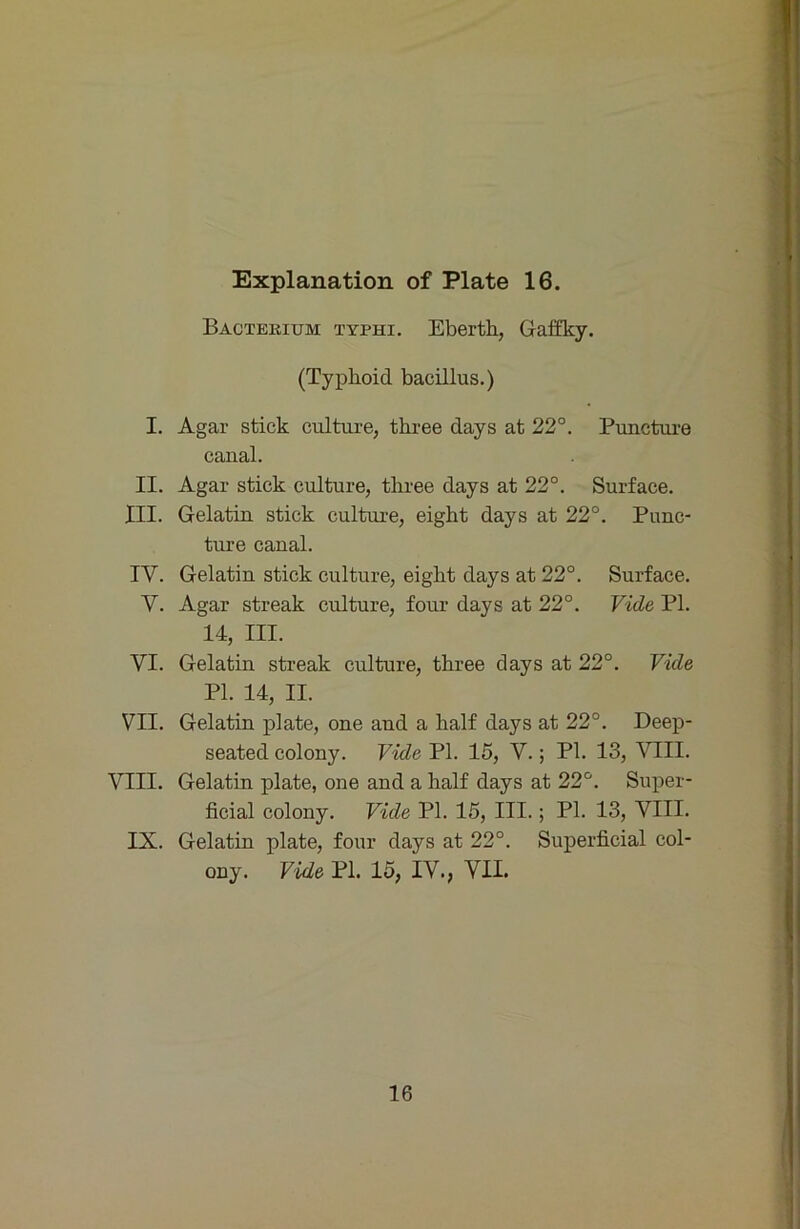 Explanation of Plate 16.
BACTERIUM TYPHI. Eberth, Gaffky.
(Typhoid bacillus.)
I. Agar stick culture, three days at 22°. Puncture
canal.
II. Agar stick culture, three days at 22°. Surface.
III. Gelatin stick culture, eight days at 22°. Punc-
ture canal.
IV. Gelatin stick culture, eight days at 22°. Surface.
V. Agar streak culture, four days at 22°. Vide Pl.
14, III.
VI. Gelatin streak culture, three days at 22°. Vide
Pl. 14, II.
VII. Gelatin plate, one and a half days at 22°. Deep-
seated colony. Vide Pl. 15, V.; Pl. 13, VIII.
VIII. Gelatin plate, one and a half days at 22°. Super-
ficial colony. Vide Pl. 15, III.; Pl. 13, VIII.
IX. Gelatin plate, four days at 22°. Superficial col-
ony. Vide Pl. 15, IV., VII.
16